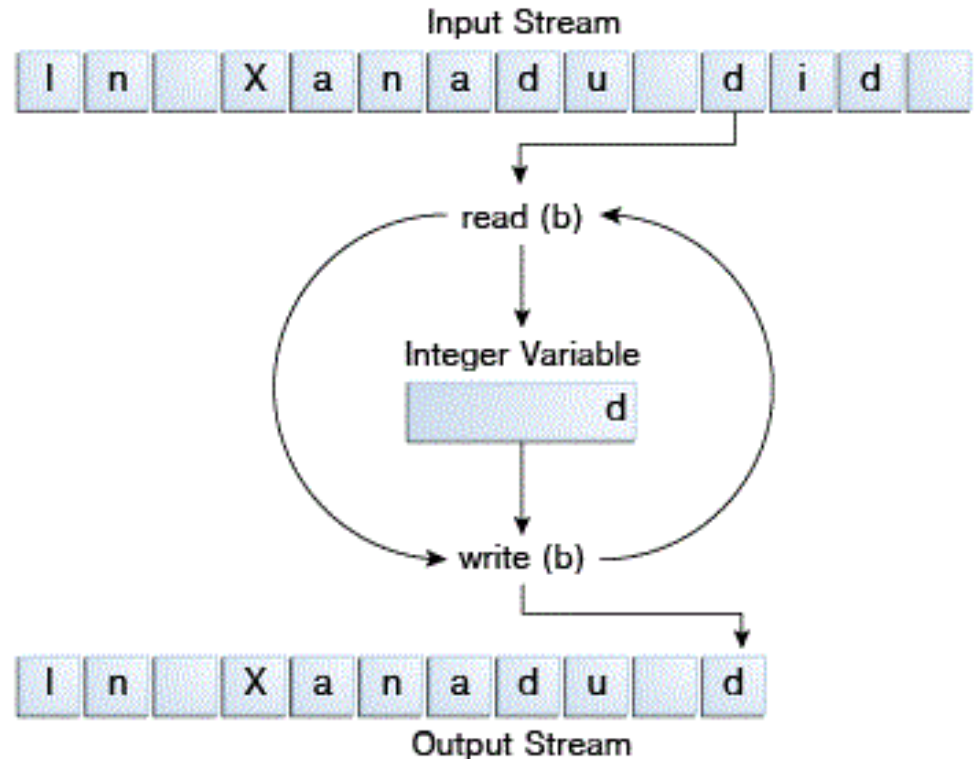 Input Stream
I n X a n a d u d i d
read (b)
Integer Variable
d
write (b)
I n X a n a d u d
Output Stream